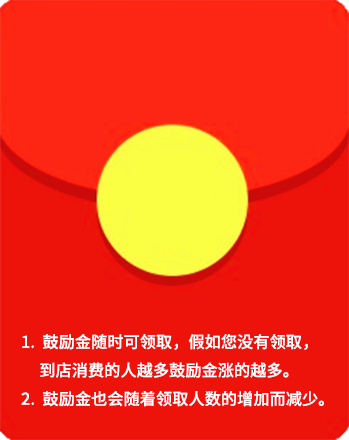 1. 鼓励金随时可领取，假如您没有领取，
到店消费的人越多鼓励金涨的越多。
2. 鼓励金也会随着领取人数的增加而减少。